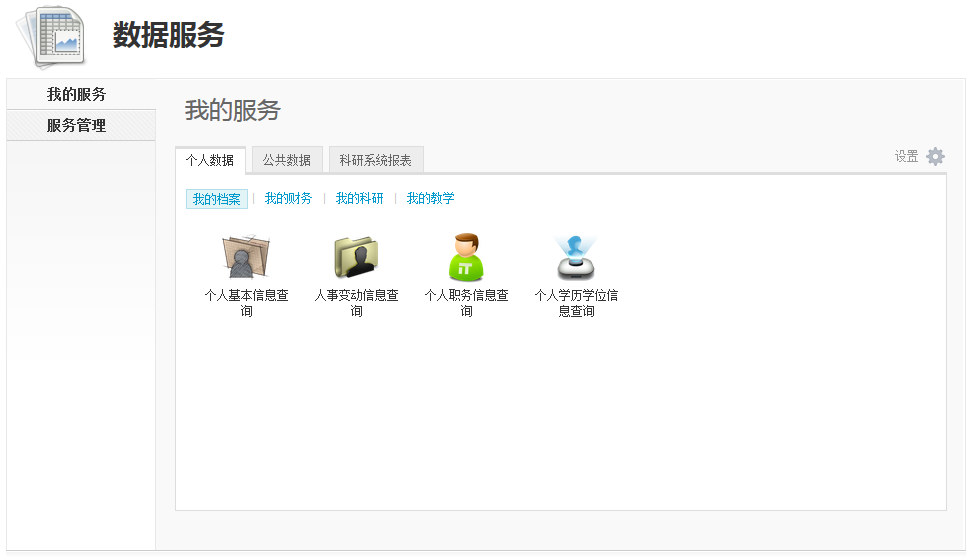 数据服务
我的服务
服务管理
我的服务
个人数据 公共数据 科研系统报表 设置
我的档案 | 我的财务 | 我的科研 | 我的教学
iT
个人基本信息查
询
人事变动信息查
询
个人职务信息查
询
个人学历学位信
息查询